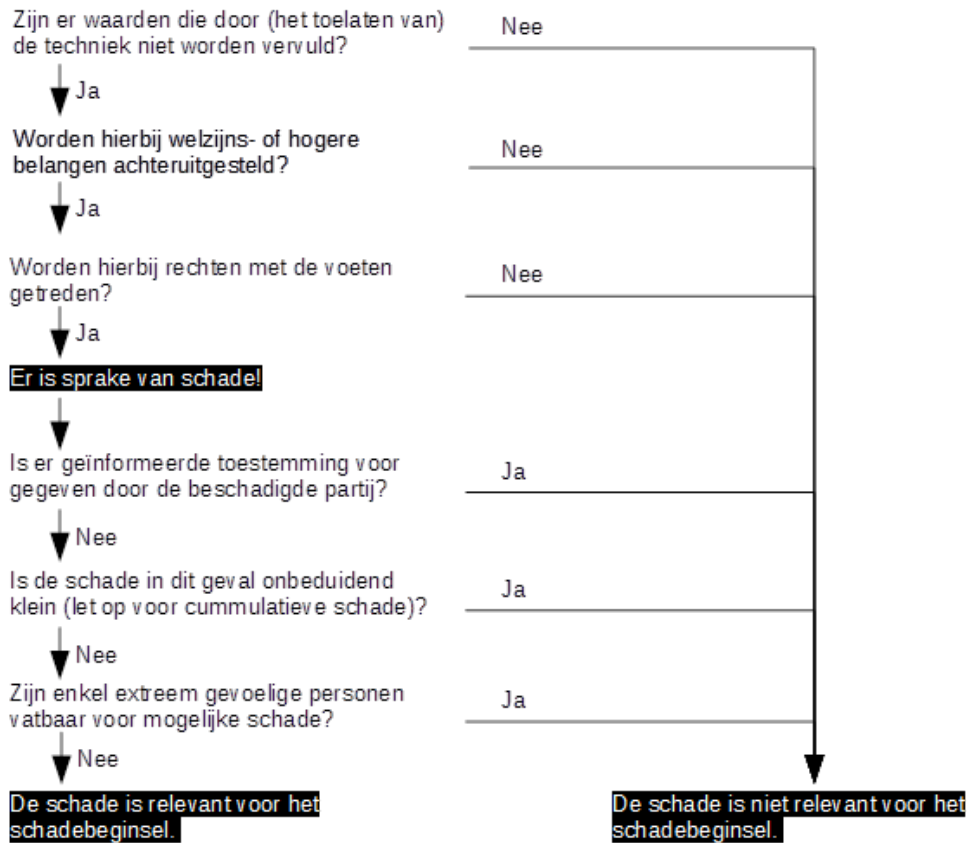 Zijn er waarden die door (het toelaten van)
de techniek niet worden vervuld?
Nee
Ja
Worden hierbij welzijns- of hogere
belangen achteruitgesteld?
Nee
Ja
Worden hierbij rechten met de voeten
getreden?
Nee
Ja
Er is sprake van schade!
Is er geïnformeerde toestemming voor
gegeven door de beschadigde partij?
Ja
Nee
Is de schade in dit geval onbeduidend
klein (let op voor cummulatieve schade)?
Ja
Nee
Zijn enkel extreem gevoelige personen
vatbaar voor mogelijke schade?
Ja
Nee
De schade is relevant voor het
schadebeginsel.
De schade is niet relevant voor het
schadebeginsel.